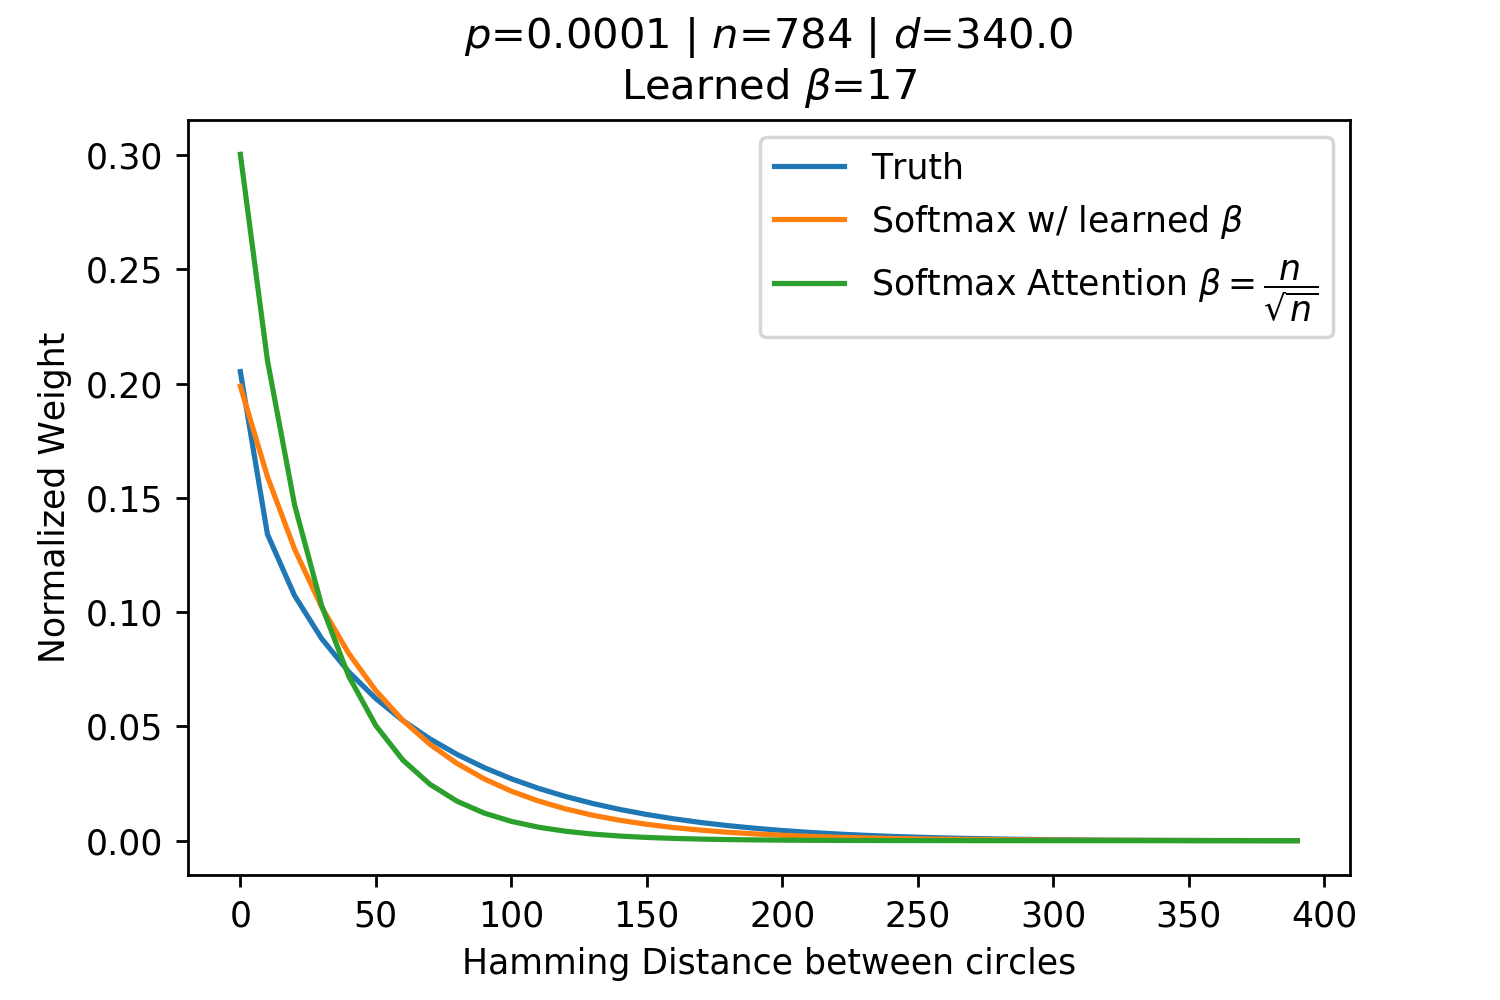 p=0.0001 | n=784 | d=340.0
Learned β=17
Truth
Softmax w/ learned β
Softmax Attention β = n/√n
Normalized Weight
0.30
0.25
0.20
0.15
0.10
0.05
0.00
0 50 100 150 200 250 300 350 400
Hamming Distance between circles